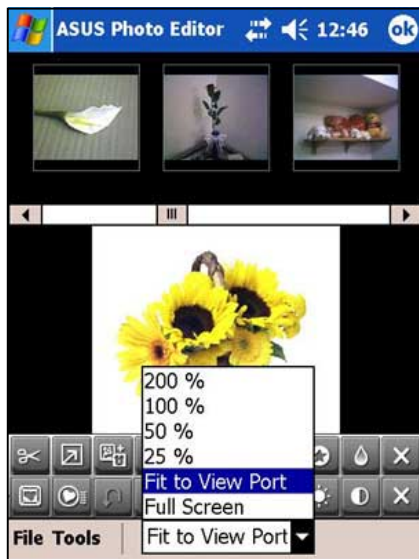 ASUS Photo Editor 12:46 ok
200 %
100 %
50 %
25 %
Fit to View Port
Full Screen
File Tools Fit to View Port